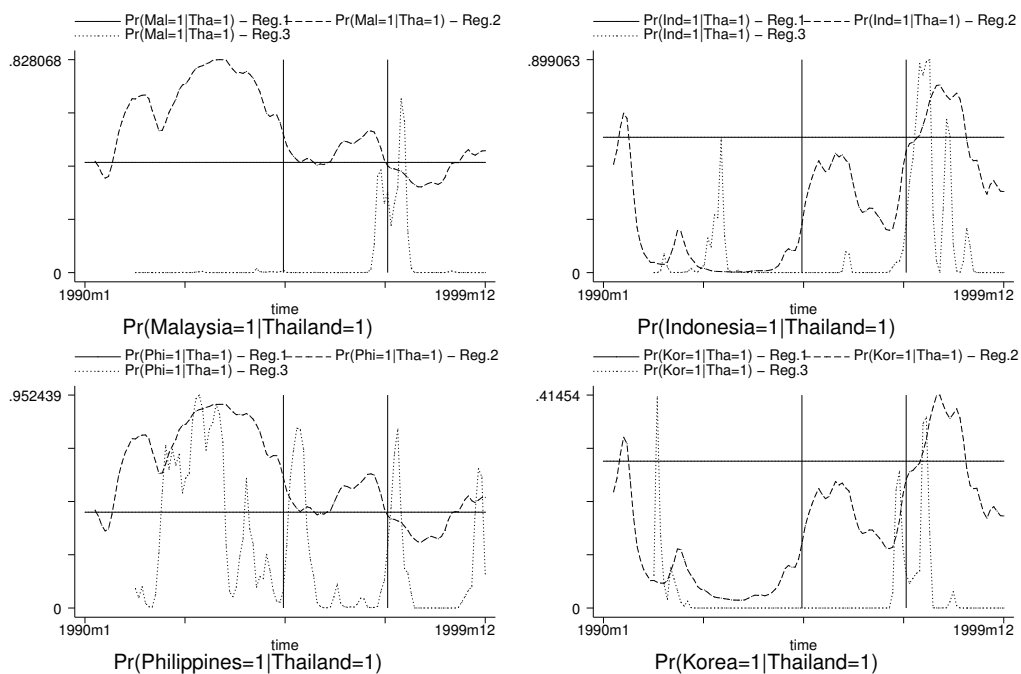 Pr(Mal=1|Tha=1) − Reg.1 Pr(Mal=1|Tha=1) − Reg.2
Pr(Mal=1|Tha=1) − Reg.3
.828068
0
1990m1 1999m12
time
Pr(Malaysia=1|Thailand=1)
Pr(Ind=1|Tha=1) − Reg.1 Pr(Ind=1|Tha=1) − Reg.2
Pr(Ind=1|Tha=1) − Reg.3
.899063
0
1990m1 1999m12
time
Pr(Indonesia=1|Thailand=1)
Pr(Phi=1|Tha=1) − Reg.1 Pr(Phi=1|Tha=1) − Reg.2
Pr(Phi=1|Tha=1) − Reg.3
.952439
0
1990m1 1999m12
time
Pr(Philippines=1|Thailand=1)
Pr(Kor=1|Tha=1) − Reg.1 Pr(Kor=1|Tha=1) − Reg.2
Pr(Kor=1|Tha=1) − Reg.3
.41454
0
1990m1 1999m12
time
Pr(Korea=1|Thailand=1)